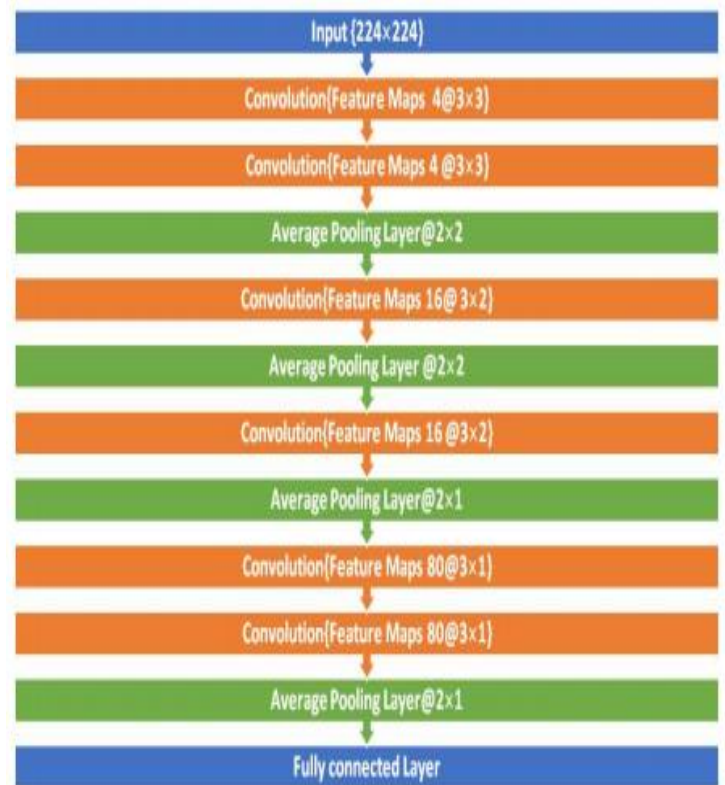 Input {224×224}
Convolution{Feature Maps 4@3×3}
Convolution{Feature Maps 4 @3×3}
Average Pooling Layer@2×2
Convolution{Feature Maps 16@3×2}
Average Pooling Layer @2×2
Convolution{Feature Maps 16 @3×2}
Average Pooling Layer@2×1
Convolution{Feature Maps 80@3×1}
Convolution{Feature Maps 80@3×1}
Average Pooling Layer@2×1
Fully connected Layer